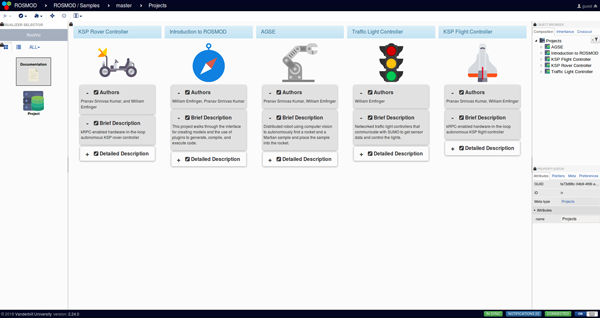 ROSMOD › ROSMOD / Samples › master › Projects
guest
VISUALIZER SELECTOR
ModViz
ALL
Documentation
Project
KSP Rover Controller
- Authors
Pranav Srinivas Kumar, and William Emfinger
- Brief Description
kRPC-enabled hardware-in-the-loop
autonomous KSP rover controller
+ Detailed Description
Introduction to ROSMOD
- Authors
William Emfinger, Pranav Srinivas Kumar
- Brief Description
This project walks through the interface
for creating models and the use of
plugins to generate, compile, and
execute code.
+ Detailed Description
AGSE
- Authors
Pranav Srinivas Kumar, William Emfinger
- Brief Description
Distributed robot using computer vision
to autonomously find a rocket and a
Martian sample and place the sample
into the rocket.
+ Detailed Description
Traffic Light Controller
- Authors
William Emfinger
- Brief Description
Networked traffic light controllers that
communicate with SUMO to get sensor
data and control the lights.
+ Detailed Description
KSP Flight Controller
- Authors
Pranav Srinivas Kumar, William Emfinger
- Brief Description
kRPC-enabled hardware-in-the-loop
autonomous KSP flight controller
+ Detailed Description
OBJECT BROWSER
Composition Inheritance Crosscut
Projects
AGSE
Introduction to ROSMOD
KSP Flight Controller
KSP Rover Controller
Traffic Light Controller
PROPERTY EDITOR
Attributes Pointers Meta Preferences
GUID
ID
Meta type Projects
Attributes
name Projects
© 2018 Vanderbilt University version: 2.24.0
IN SYNC
NOTIFICATIONS [0]
CONNECTED
ON